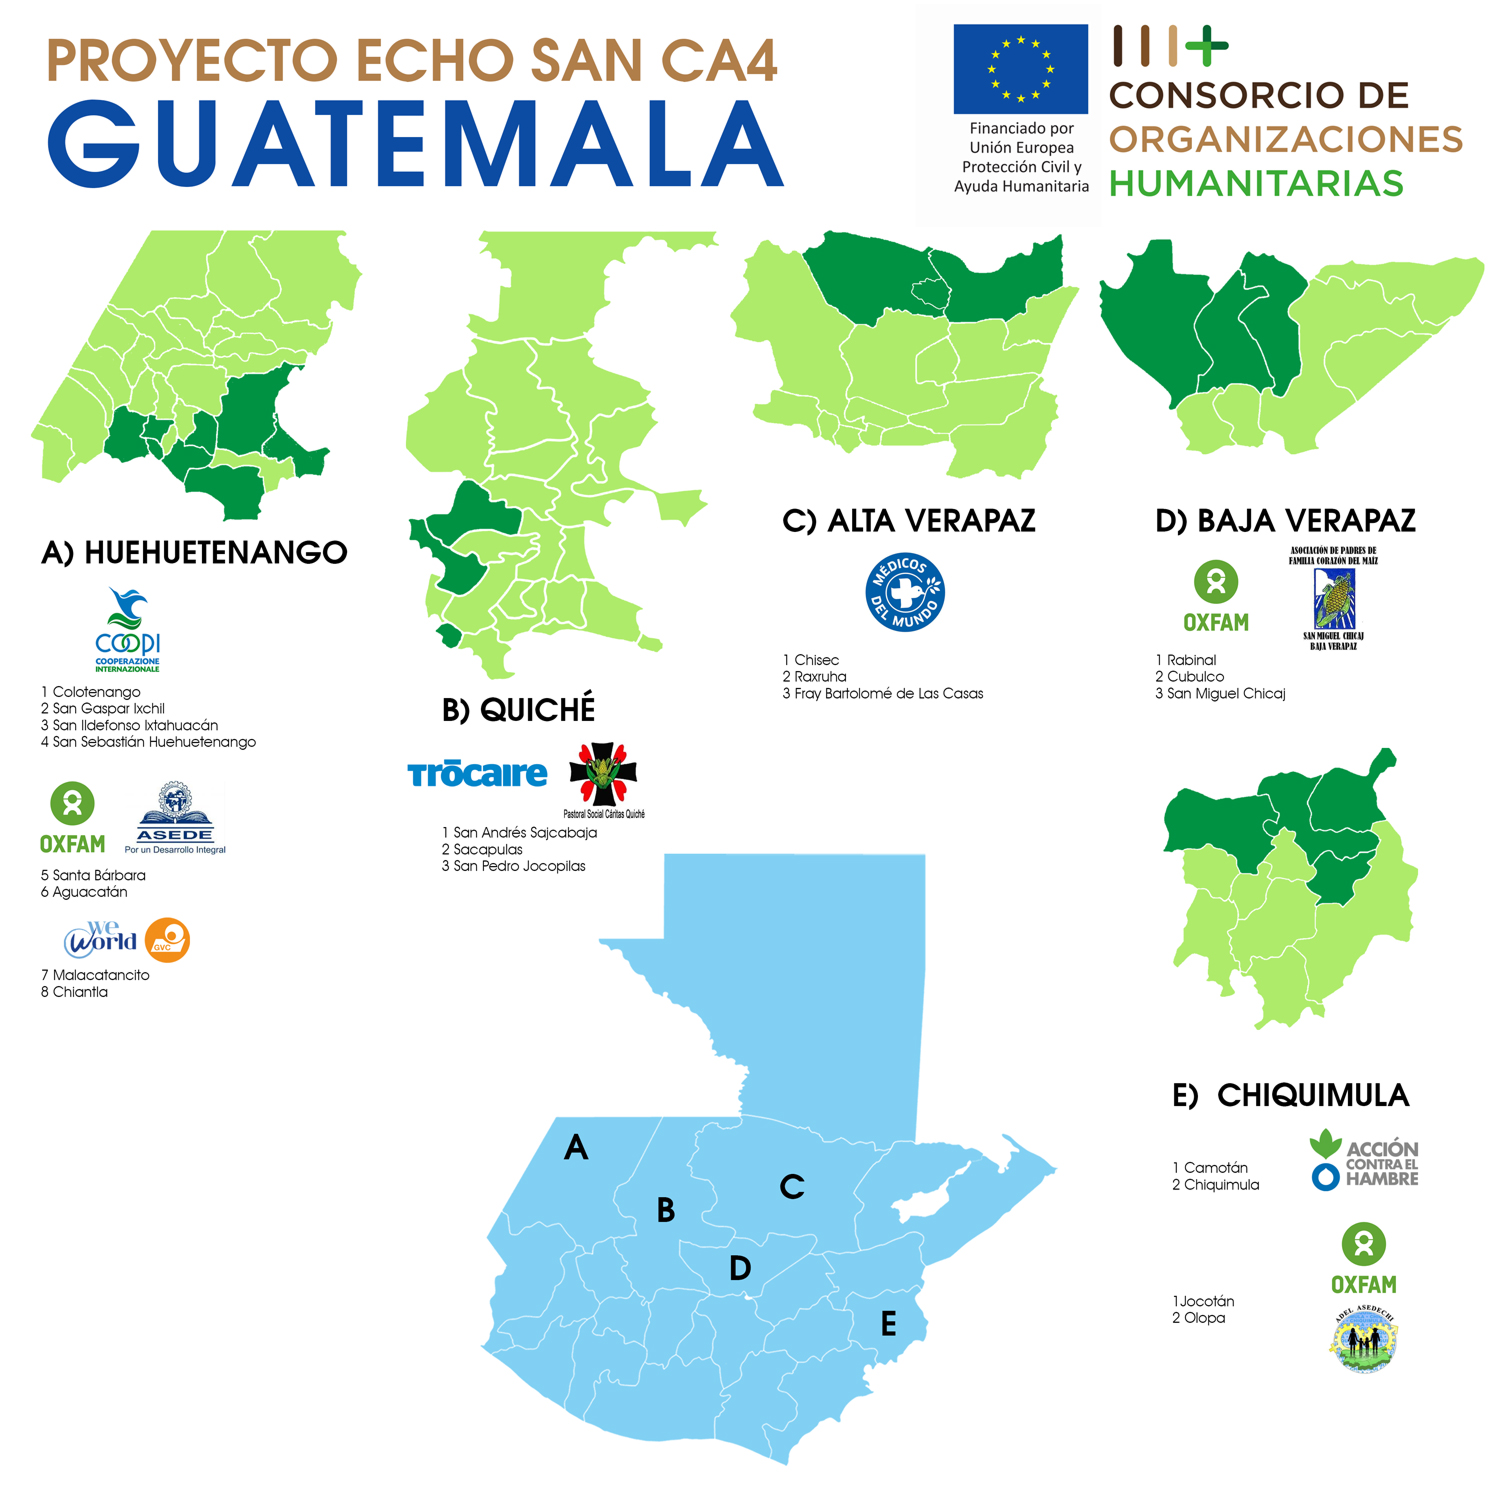 PROYECTO ECHO SAN CA4
GUATEMALA
Financiado por
Unión Europea
Protección Civil y
Ayuda Humanitaria
CONSORCIO DE
ORGANIZACIONES
HUMANITARIAS
A) HUEHUETENANGO
COOPI
COOPERAZIONE
INTERNAZIONALE
1 Colotenango
2 San Gaspar Ixchil
3 San Ildefonso Ixtahuacán
4 San Sebastián Huehuetenango
OXFAM
ASEDE
Por un Desarrollo Integral
5 Santa Bárbara
6 Aguacatán
we
World
GVC
7 Malacatancito
8 Chiantla
B) QUICHÉ
Trócaire
Pastoral Social Cáritas Quiché
1 San Andrés Sajcabaja
2 Sacapulas
3 San Pedro Jocopilas
C) ALTA VERAPAZ
MÉDICOS
DEL MUNDO
1 Chisec
2 Raxruha
3 Fray Bartolomé de Las Casas
D) BAJA VERAPAZ
OXFAM
ASOCIACIÓN DE PADRES DE
FAMILIA CORAZÓN DEL MAÍZ
SAN MIGUEL CHICAJ
BAJA VERAPAZ
1 Rabinal
2 Cubulco
3 San Miguel Chicaj
E) CHIQUIMULA
ACCIÓN
CONTRA EL
HAMBRE
1 Camotán
2 Chiquimula
OXFAM
1Jocotán
2 Olopa
ADEL ASEDECHI
A
B
C
D
E